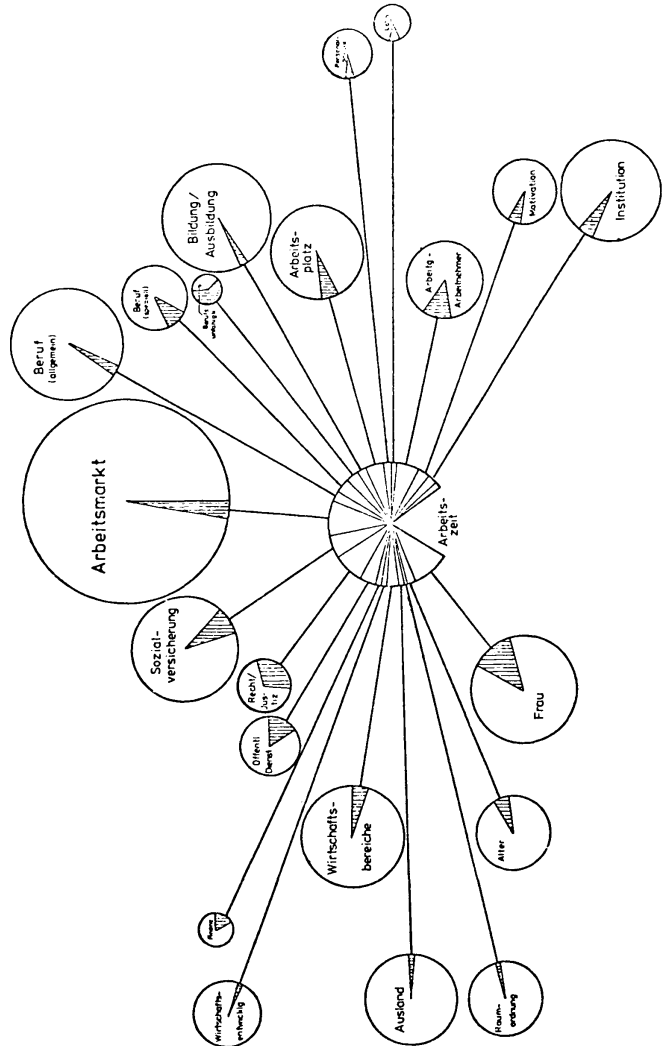 Beruf
(allgemein)
Beruf
(speziell)
Bildung/
Ausbildung
Arbeits-
platz
Arbeitg-
Arbeitnehmer
Motivation
Institution
Arbeitsmarkt
Sozial-
versicherung
Recht/
Jus-
tiz
Öffentl
Dienst
Arbeits-
zeit
Wirtschafts-
bereiche
Frau
Alter
Wirtschafts-
entwicklg
Ausland
Raum-
ordnung